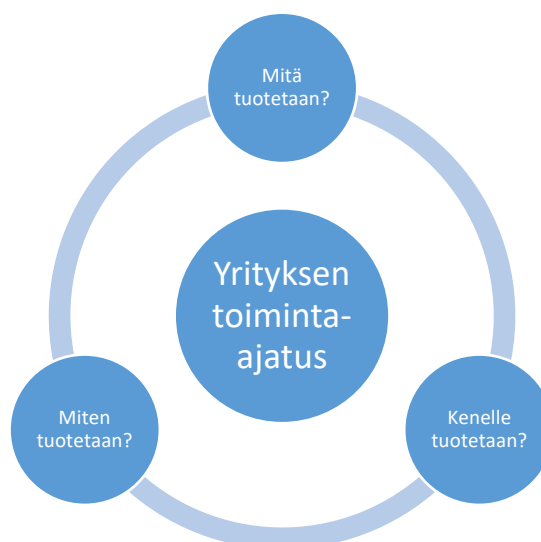 Mitä
tuotetaan?
Yrityksen
toiminta-
ajatus
Miten
tuotetaan?
Kenelle
tuotetaan?